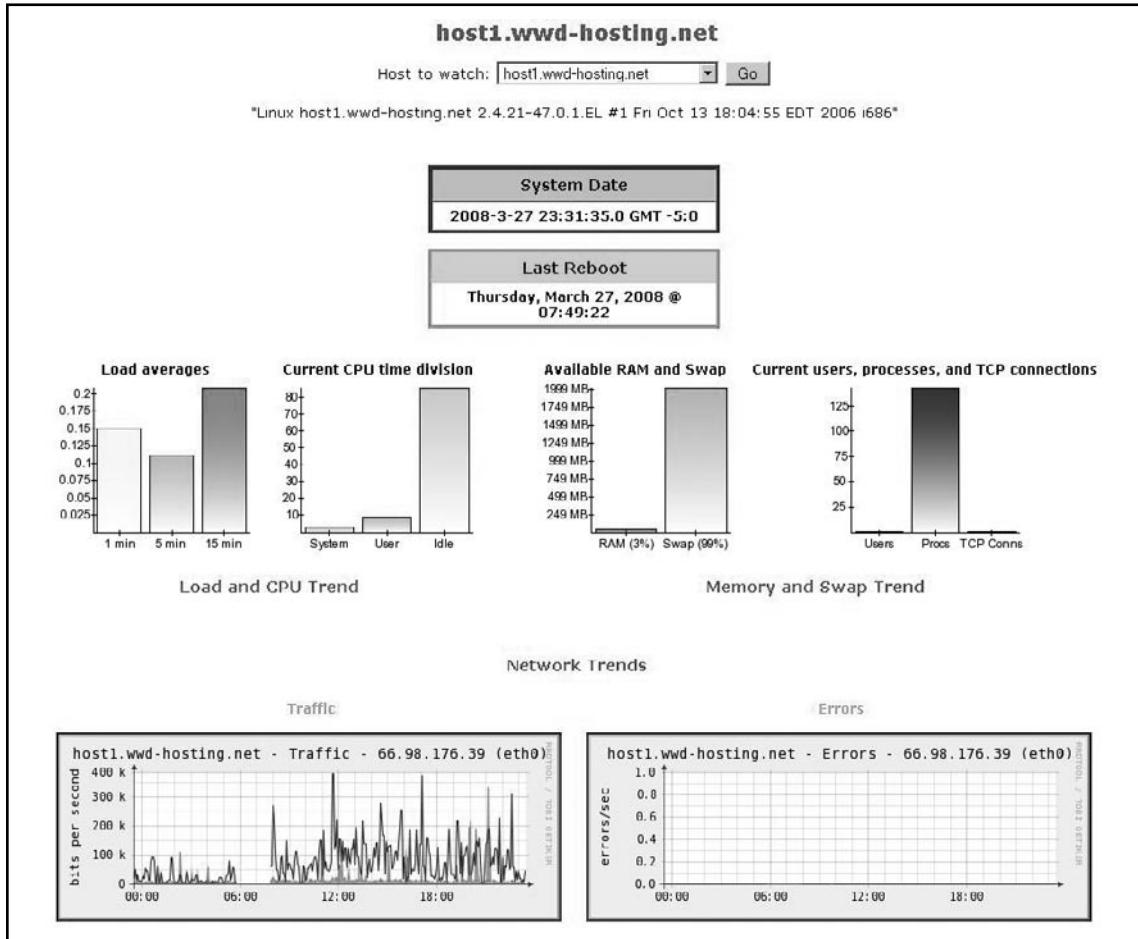 host1.wwd-hosting.net
Host to watch: host1.wwd-hosting.net Go
"Linux host1.wwd-hosting.net 2.4.21-47.0.1.EL #1 Fri Oct 13 18:04:55 EDT 2006 i686"
System Date
2008-3-27 23:31:35.0 GMT -5:0
Last Reboot
Thursday, March 27, 2008 @
07:49:22
Load averages
0.2
0.175
0.15
0.125
0.1
0.075
0.05
0.025
1 min 5 min 15 min
Current CPU time division
80
70
60
50
40
30
20
10
System User Idle
Available RAM and Swap
1999 MB
1749 MB
1499 MB
1249 MB
999 MB
749 MB
499 MB
249 MB
RAM (3%) Swap (99%)
Current users, processes, and TCP connections
125
100
75
50
25
Users Procs TCP Conns
Load and CPU Trend
Memory and Swap Trend
Network Trends
Traffic
Errors
host1.wwd-hosting.net - Traffic - 66.98.176.39 (eth0)
bits per second
400 k
300 k
200 k
100 k
0
00:00 06:00 12:00 18:00
RRDTOOL / TOBI OETIKER
host1.wwd-hosting.net - Errors - 66.98.176.39 (eth0)
errors/sec
1.0
0.8
0.6
0.4
0.2
0.0
00:00 06:00 12:00 18:00
RRDTOOL / TOBI OETIKER